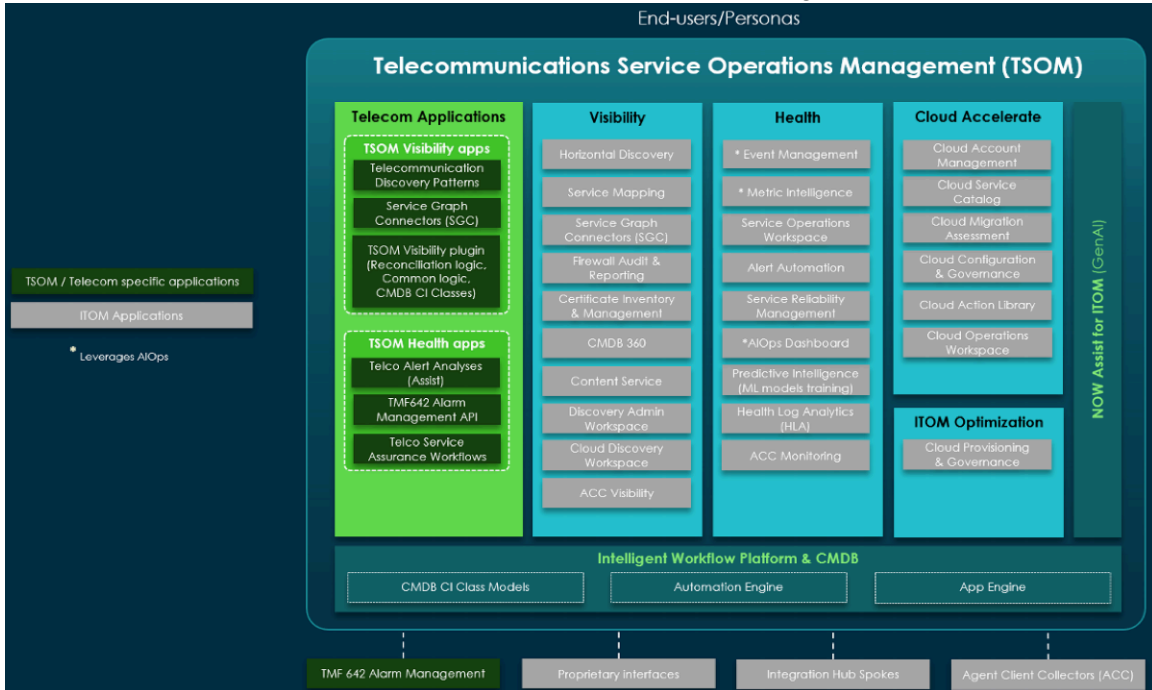 End-users/Personas
Telecommunications Service Operations Management (TSOM)
Telecom Applications
TSOM Visibility apps
Telecommunication
Discovery Patterns
Service Graph
Connectors (SGC)
TSOM Visibility plugin
(Reconciliation logic,
Common logic,
CMDB CI Classes)
TSOM Health apps
Telco Alert Analyses
(Assist)
TMF642 Alarm
Management API
Telco Service
Assurance Workflows
Visibility
Horizontal Discovery
Service Mapping
Service Graph
Connectors (SGC)
Firewall Audit &
Reporting
Certificate Inventory
& Management
CMDB 360
Content Service
Discovery Admin
Workspace
Cloud Discovery
Workspace
ACC Visibility
Health
* Event Management
* Metric Intelligence
Service Operations
Workspace
Alert Automation
Service Reliability
Management
*AIOps Dashboard
Predictive Intelligence
(ML models training)
Health Log Analytics
(HLA)
ACC Monitoring
Cloud Accelerate
Cloud Account
Management
Cloud Service
Catalog
Cloud Migration
Assessment
Cloud Configuration
& Governance
Cloud Action Library
Cloud Operations
Workspace
ITOM Optimization
Cloud Provisioning
& Governance
NOW Assist for ITOM (GenAI)
TSOM / Telecom specific applications
ITOM Applications
* Leverages AIOps
Intelligent Workflow Platform & CMDB
CMDB CI Class Models
Automation Engine
App Engine
TMF 642 Alarm Management
Proprietary interfaces
Integration Hub Spokes
Agent Client Collectors (ACC)